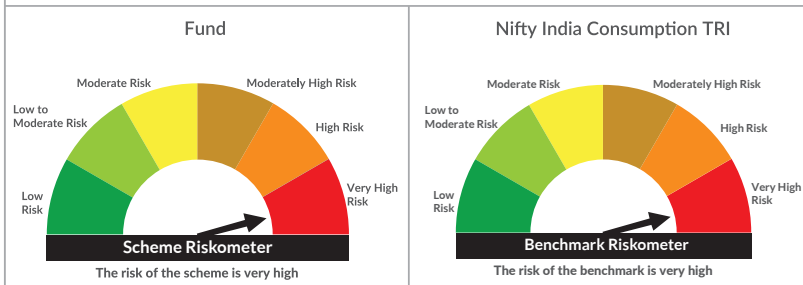 Fund
Moderate Risk
Moderately High Risk
Low to
Moderate Risk
High Risk
Low
Risk
Very High
Risk
Scheme Riskometer
The risk of the scheme is very high
Nifty India Consumption TRI
Moderate Risk
Moderately High Risk
Low to
Moderate Risk
High Risk
Low
Risk
Very High
Risk
Benchmark Riskometer
The risk of the benchmark is very high